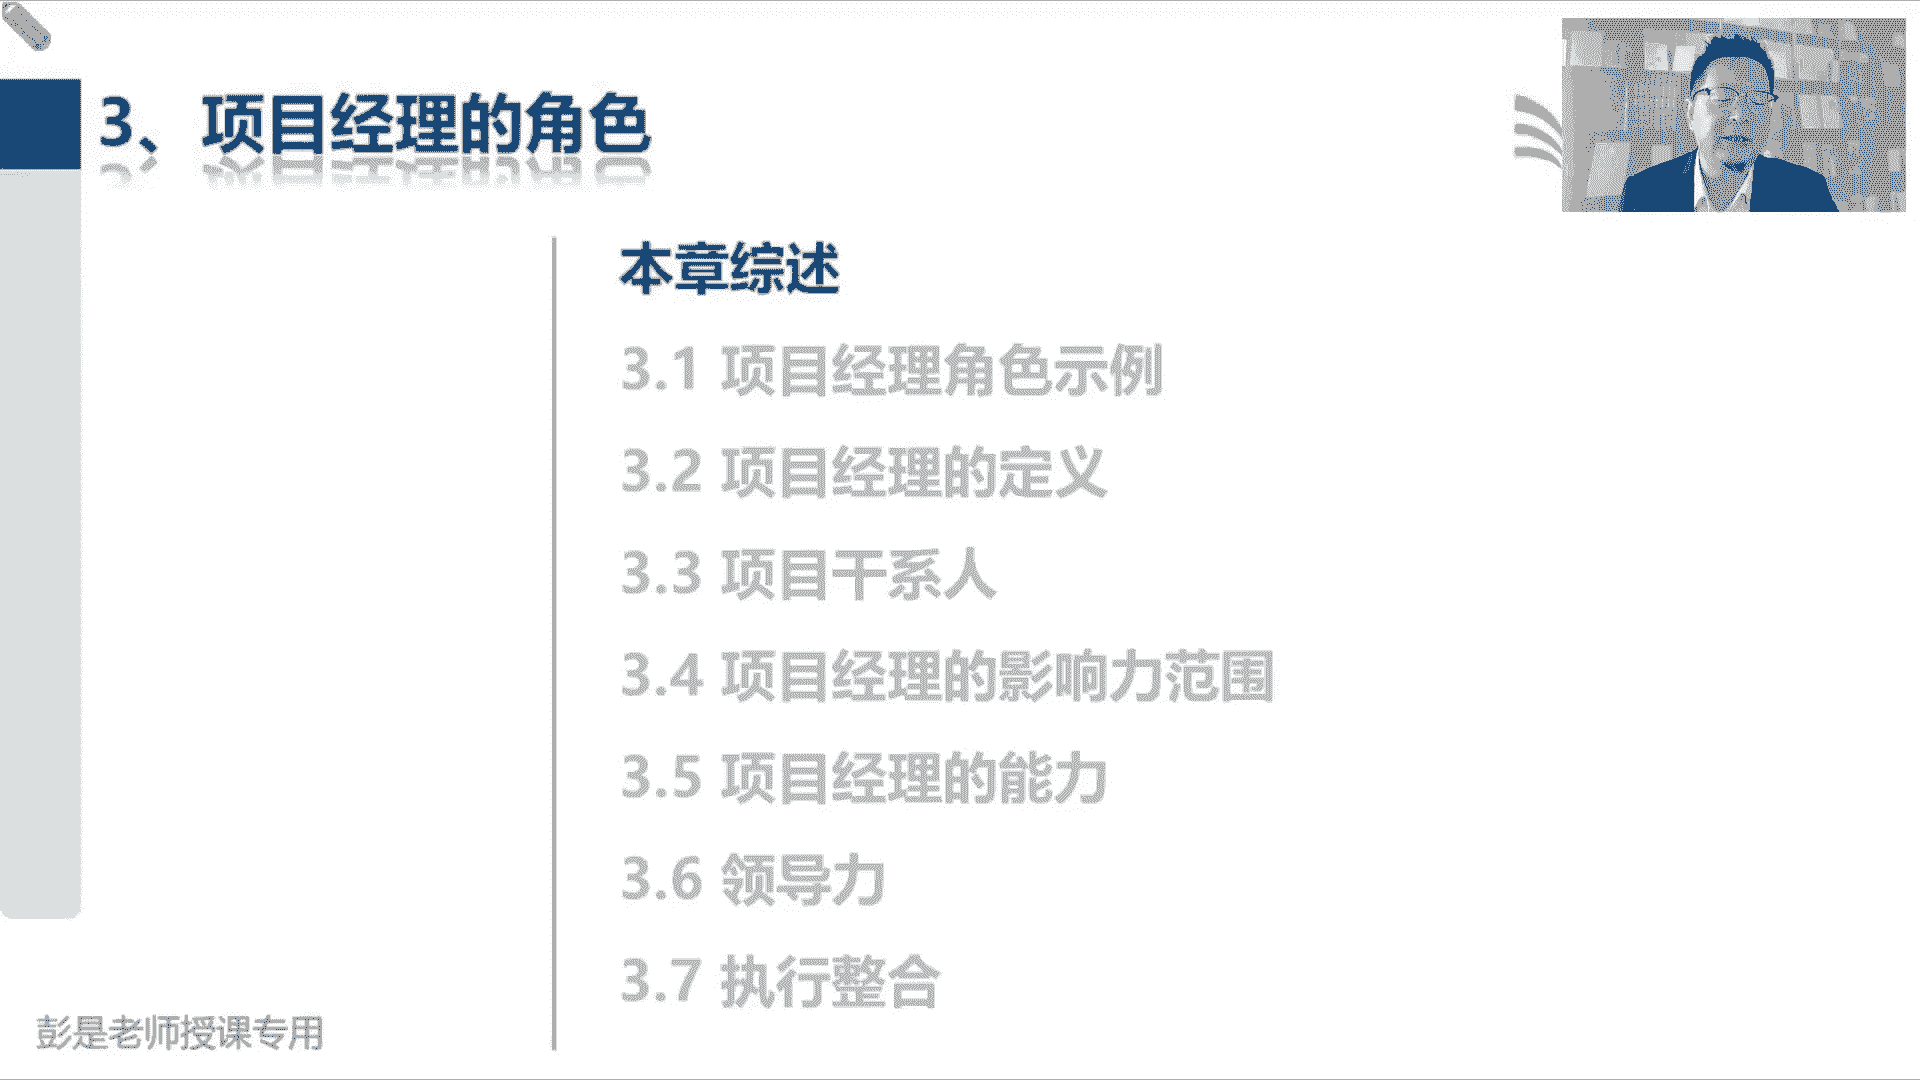 3、项目经理的角色
本章综述
3.1 项目经理角色示例
3.2 项目经理的定义
3.3 项目干系人
3.4 项目经理的影响力范围
3.5 项目经理的能力
3.6 领导力
3.7 执行整合
彭是老师授课专用